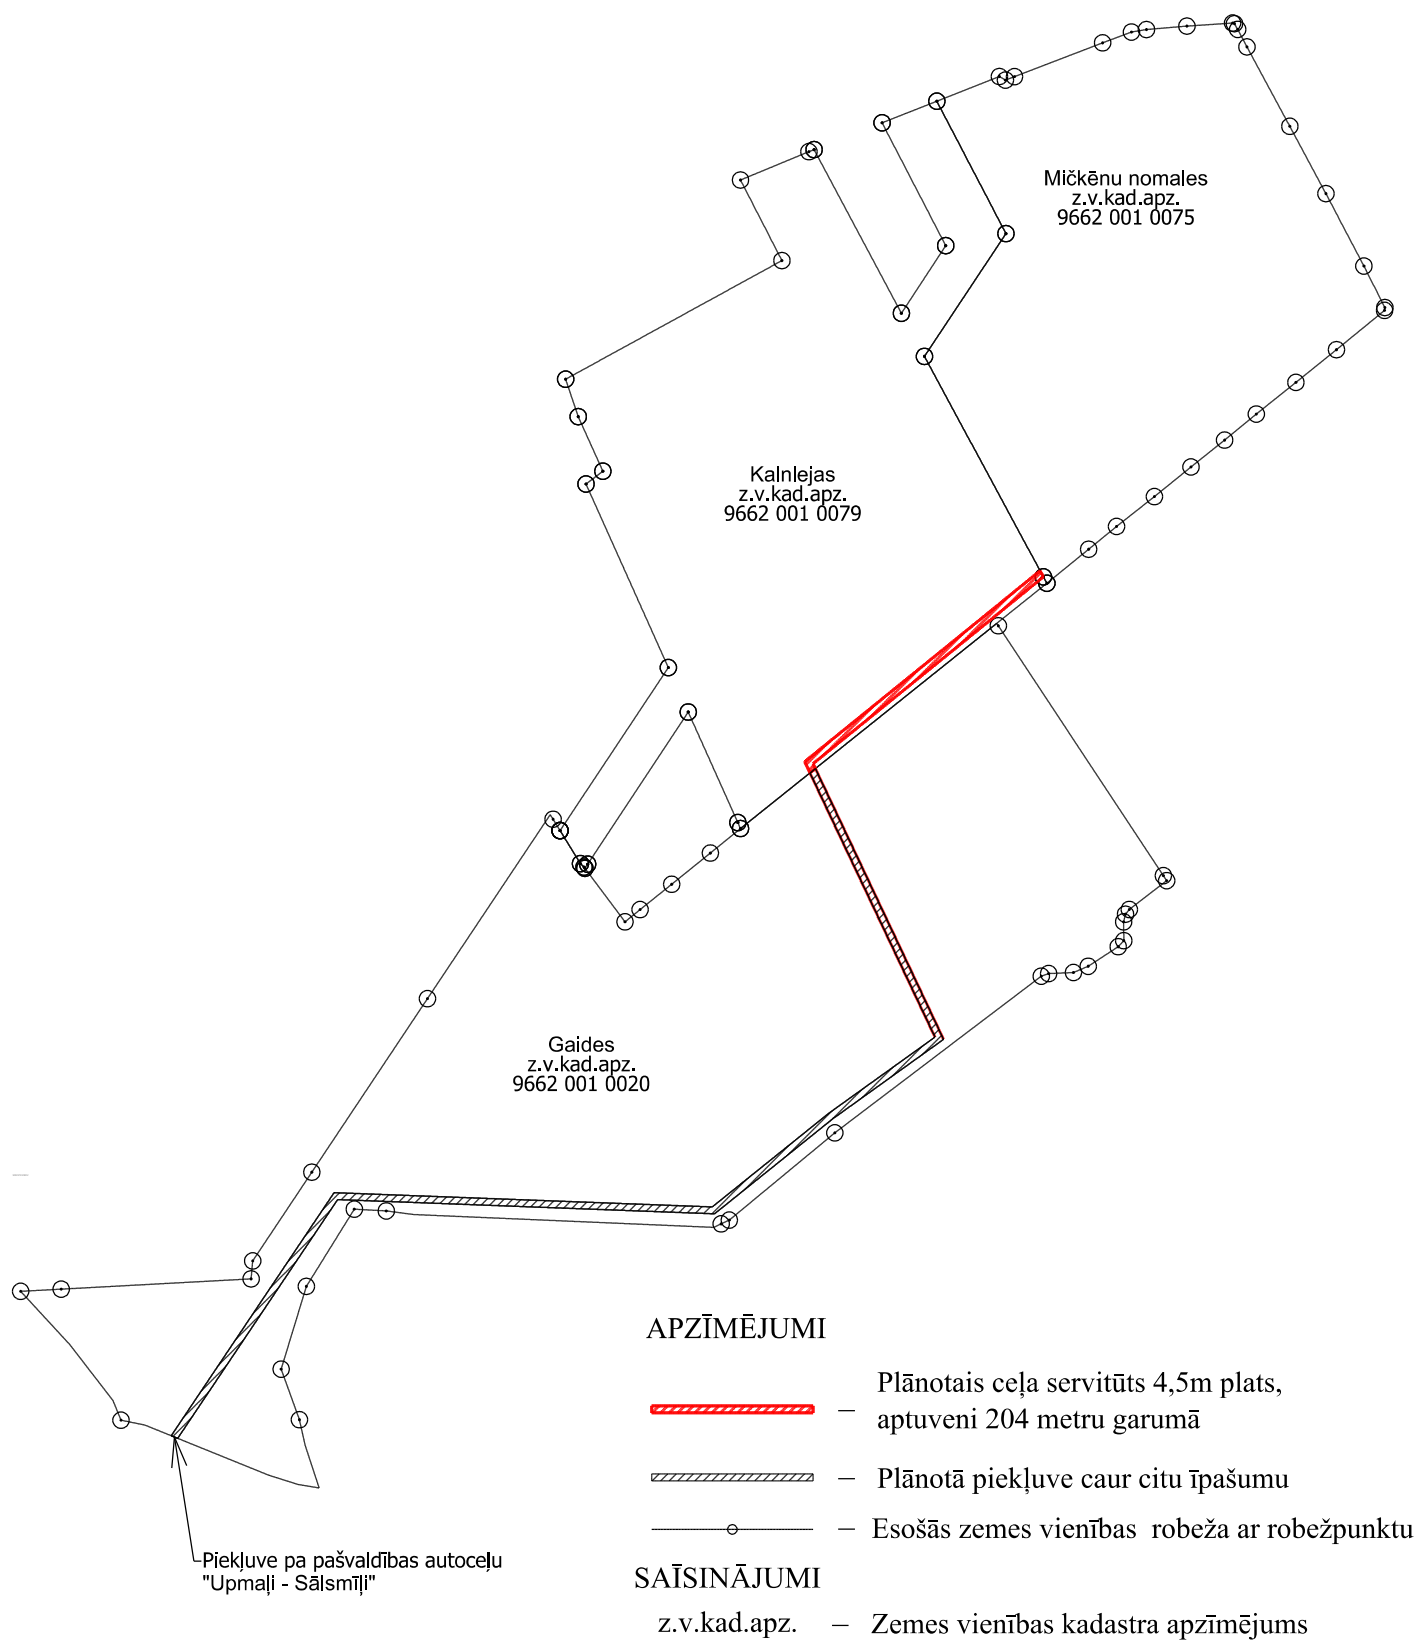 Mičkēnu nomales
z.v.kad.apz.
9662 001 0075
Kalnlejas
z.v.kad.apz.
9662 001 0079
Gaides
z.v.kad.apz.
9662 001 0020
APZĪMĒJUMI
– Plānotais ceļa servitūts 4,5m plats,
aptuveni 204 metru garumā
– Plānotā piekļuve caur citu īpašumu
– Esošās zemes vienības robeža ar robežpunktu
Piekļuve pa pašvaldības autoceļu
"Upmaļi - Sālsmīļi"
SAĪSINĀJUMI
z.v.kad.apz. – Zemes vienības kadastra apzīmējums